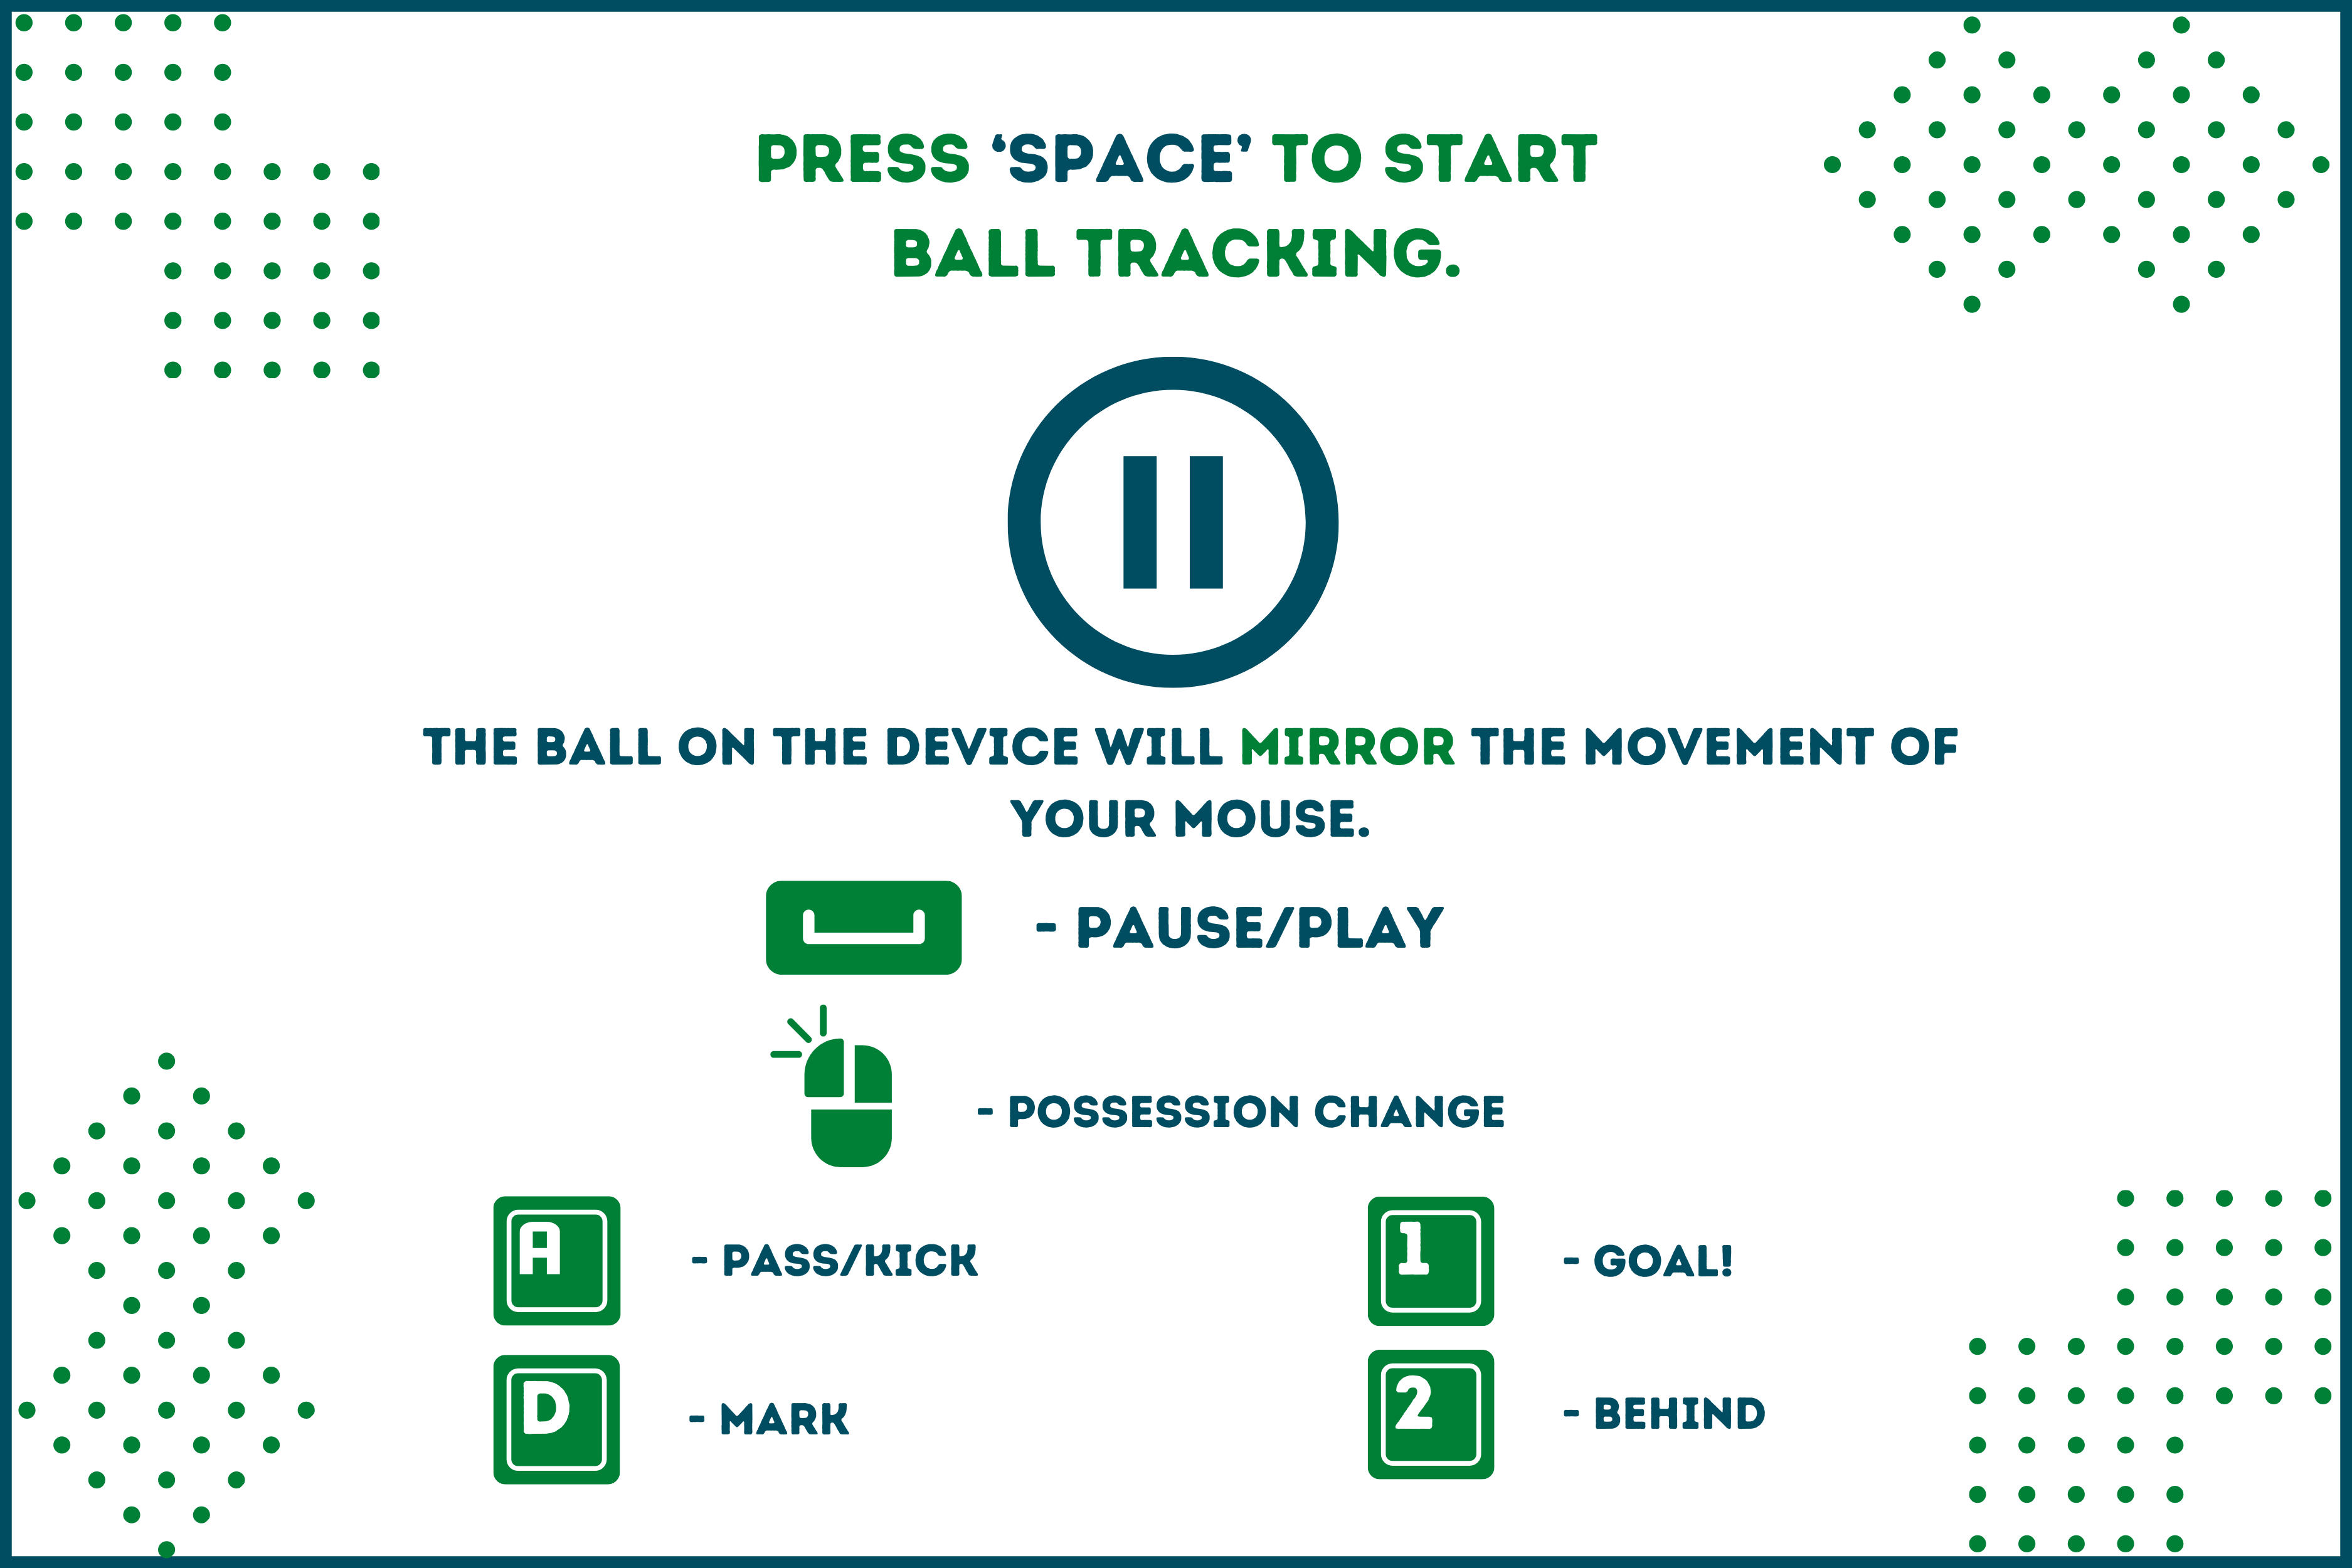 PRESS ‘SPACE’ TO START
BALL TRACKING.
THE BALL ON THE DEVICE WILL MIRROR THE MOVEMENT OF
YOUR MOUSE.
- PAUSE/PLAY
- POSSESSION CHANGE
A - PASS/KICK
1 - GOAL!
D - MARK
2 - BEHIND